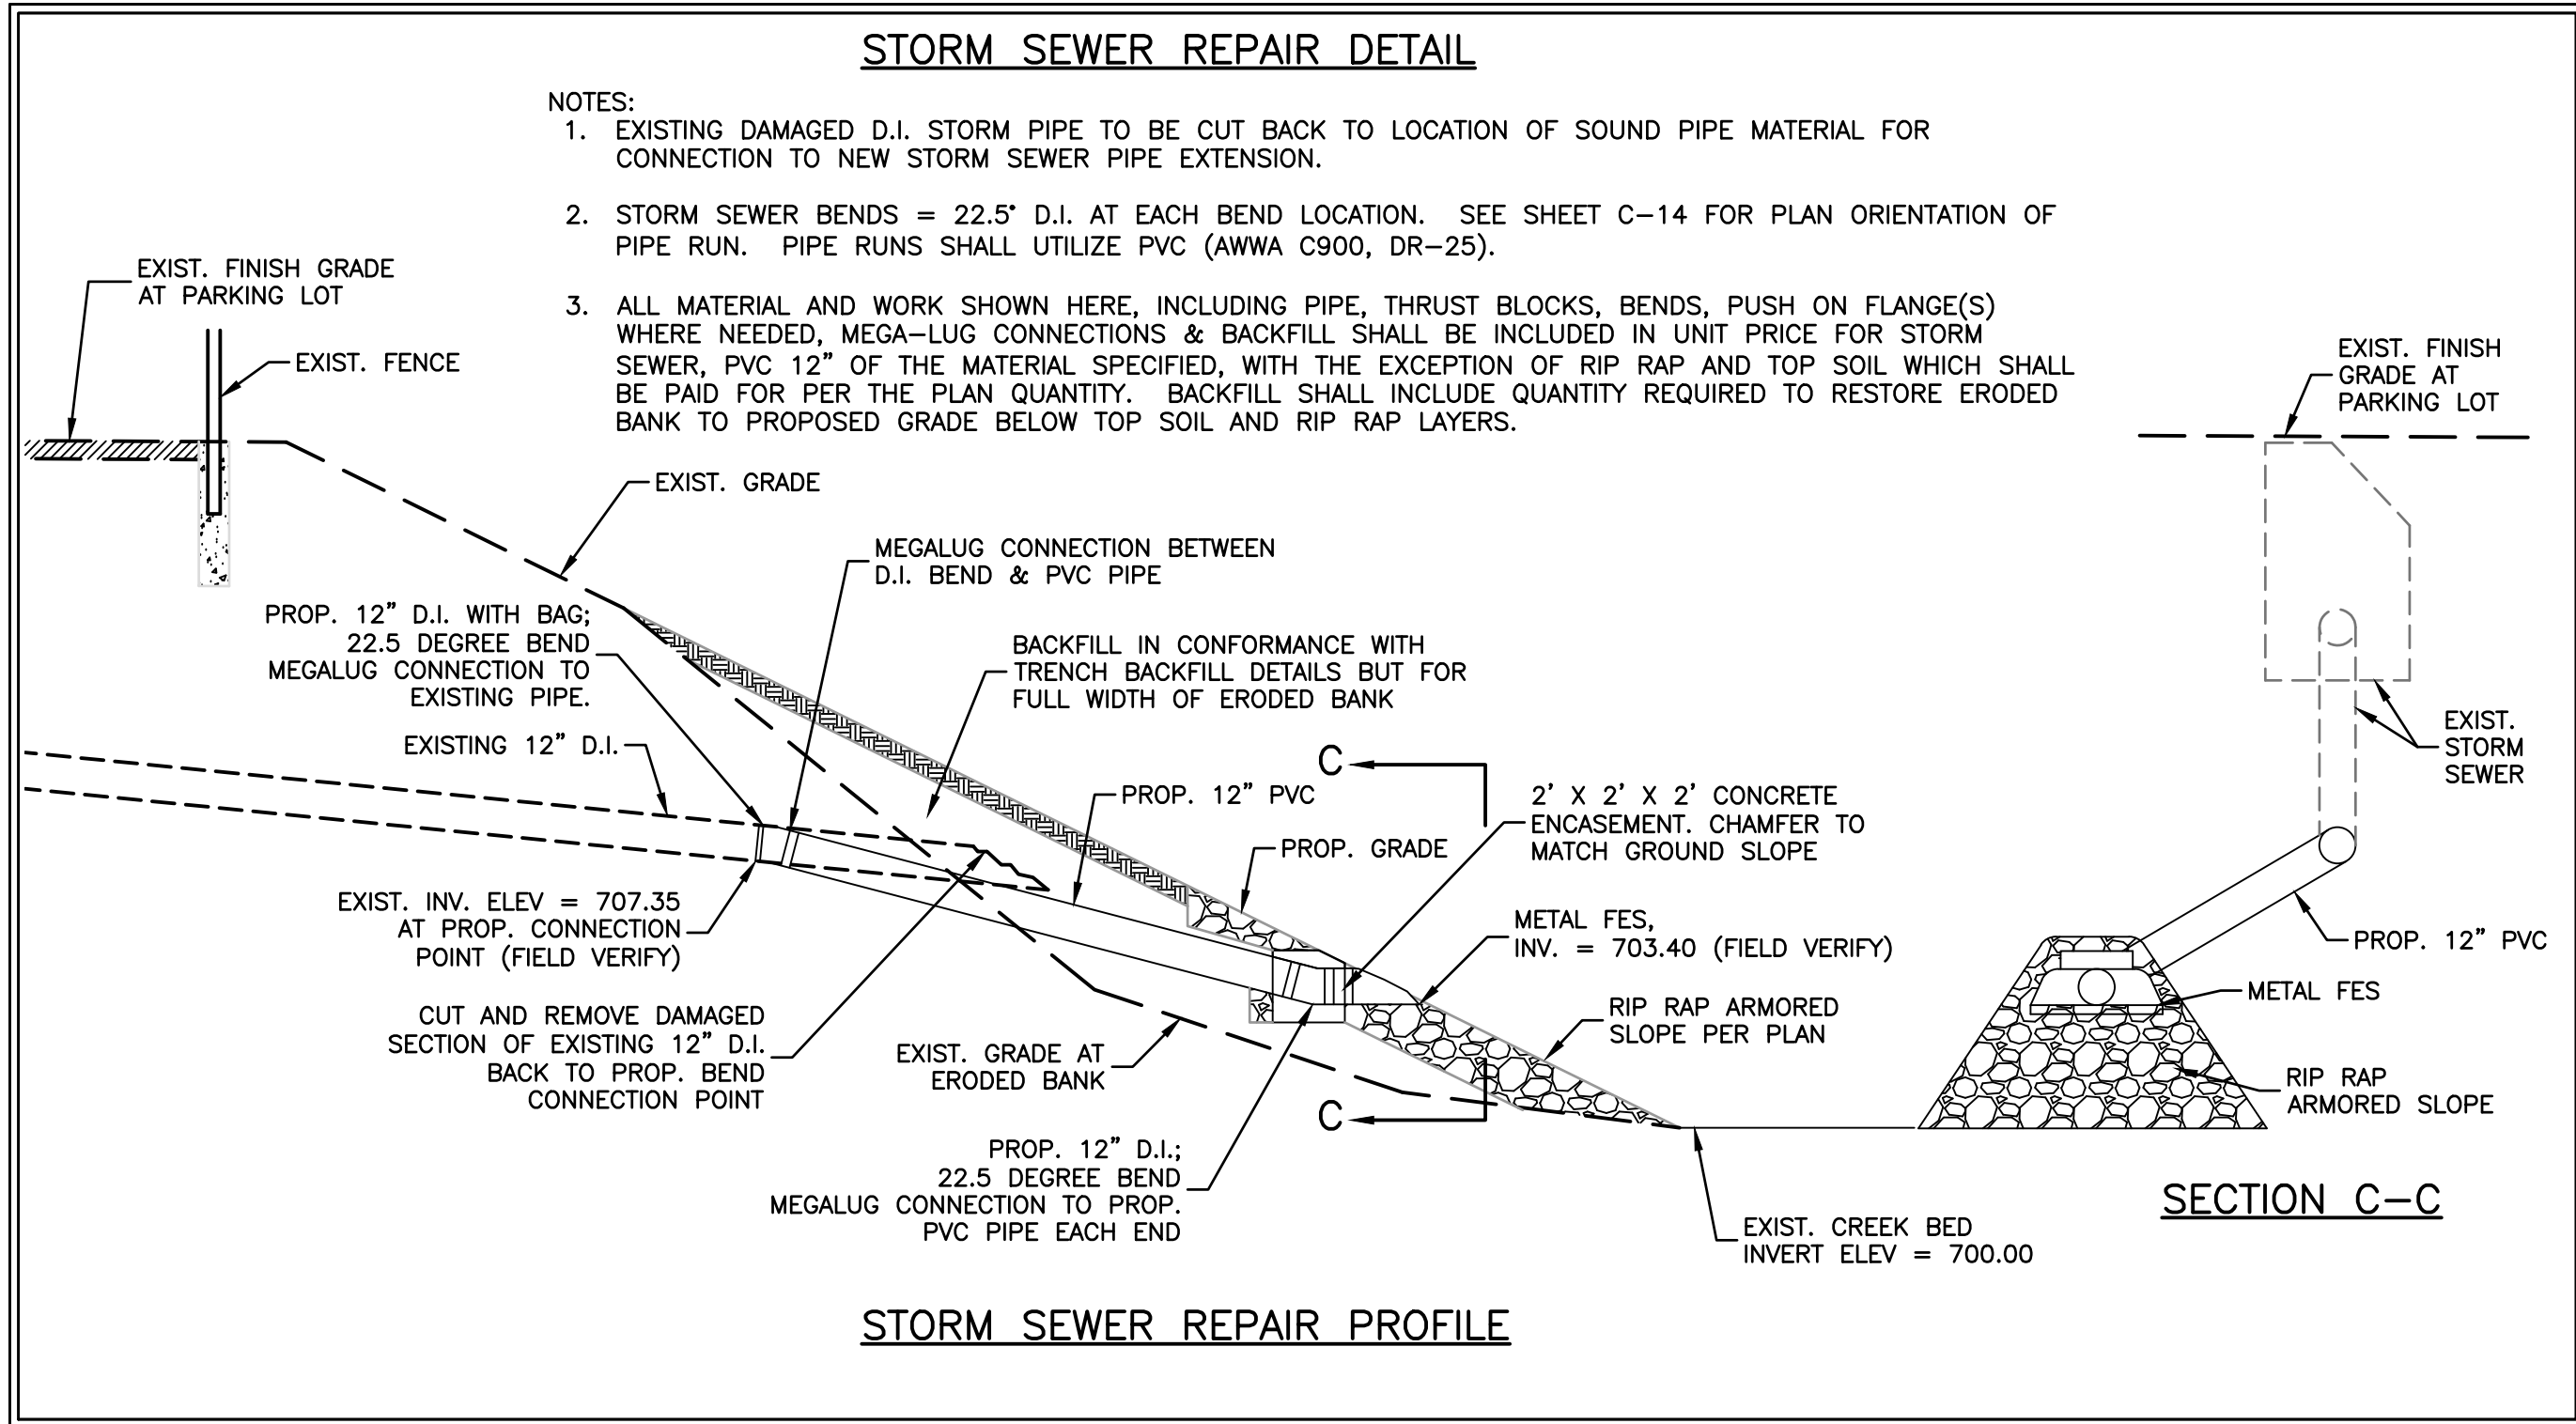 STORM SEWER REPAIR DETAIL
NOTES:
1. EXISTING DAMAGED D.I. STORM PIPE TO BE CUT BACK TO LOCATION OF SOUND PIPE MATERIAL FOR
CONNECTION TO NEW STORM SEWER PIPE EXTENSION.
2. STORM SEWER BENDS = 22.5° D.I. AT EACH BEND LOCATION. SEE SHEET C-14 FOR PLAN ORIENTATION OF
PIPE RUN. PIPE RUNS SHALL UTILIZE PVC (AWWA C900, DR-25).
3. ALL MATERIAL AND WORK SHOWN HERE, INCLUDING PIPE, THRUST BLOCKS, BENDS, PUSH ON FLANGE(S)
WHERE NEEDED, MEGA-LUG CONNECTIONS & BACKFILL SHALL BE INCLUDED IN UNIT PRICE FOR STORM
SEWER, PVC 12" OF THE MATERIAL SPECIFIED, WITH THE EXCEPTION OF RIP RAP AND TOP SOIL WHICH SHALL
BE PAID FOR PER THE PLAN QUANTITY. BACKFILL SHALL INCLUDE QUANTITY REQUIRED TO RESTORE ERODED
BANK TO PROPOSED GRADE BELOW TOP SOIL AND RIP RAP LAYERS.
EXIST. FINISH GRADE
AT PARKING LOT
EXIST. FENCE
EXIST. GRADE
MEGALUG CONNECTION BETWEEN
D.I. BEND & PVC PIPE
PROP. 12" D.I. WITH BAG;
22.5 DEGREE BEND
MEGALUG CONNECTION TO
EXISTING PIPE.
BACKFILL IN CONFORMANCE WITH
TRENCH BACKFILL DETAILS BUT FOR
FULL WIDTH OF ERODED BANK
EXISTING 12" D.I.
C
PROP. 12" PVC
2' X 2' X 2' CONCRETE
ENCASEMENT. CHAMFER TO
MATCH GROUND SLOPE
PROP. GRADE
EXIST. INV. ELEV = 707.35
AT PROP. CONNECTION
POINT (FIELD VERIFY)
METAL FES,
INV. = 703.40 (FIELD VERIFY)
CUT AND REMOVE DAMAGED
SECTION OF EXISTING 12" D.I.
BACK TO PROP. BEND
CONNECTION POINT
EXIST. GRADE AT
ERODED BANK
RIP RAP ARMORED
SLOPE PER PLAN
C
PROP. 12" D.I.;
22.5 DEGREE BEND
MEGALUG CONNECTION TO PROP.
PVC PIPE EACH END
EXIST. CREEK BED
INVERT ELEV = 700.00
STORM SEWER REPAIR PROFILE
EXIST. FINISH
GRADE AT
PARKING LOT
EXIST.
STORM
SEWER
PROP. 12" PVC
METAL FES
RIP RAP
ARMORED SLOPE
SECTION C-C